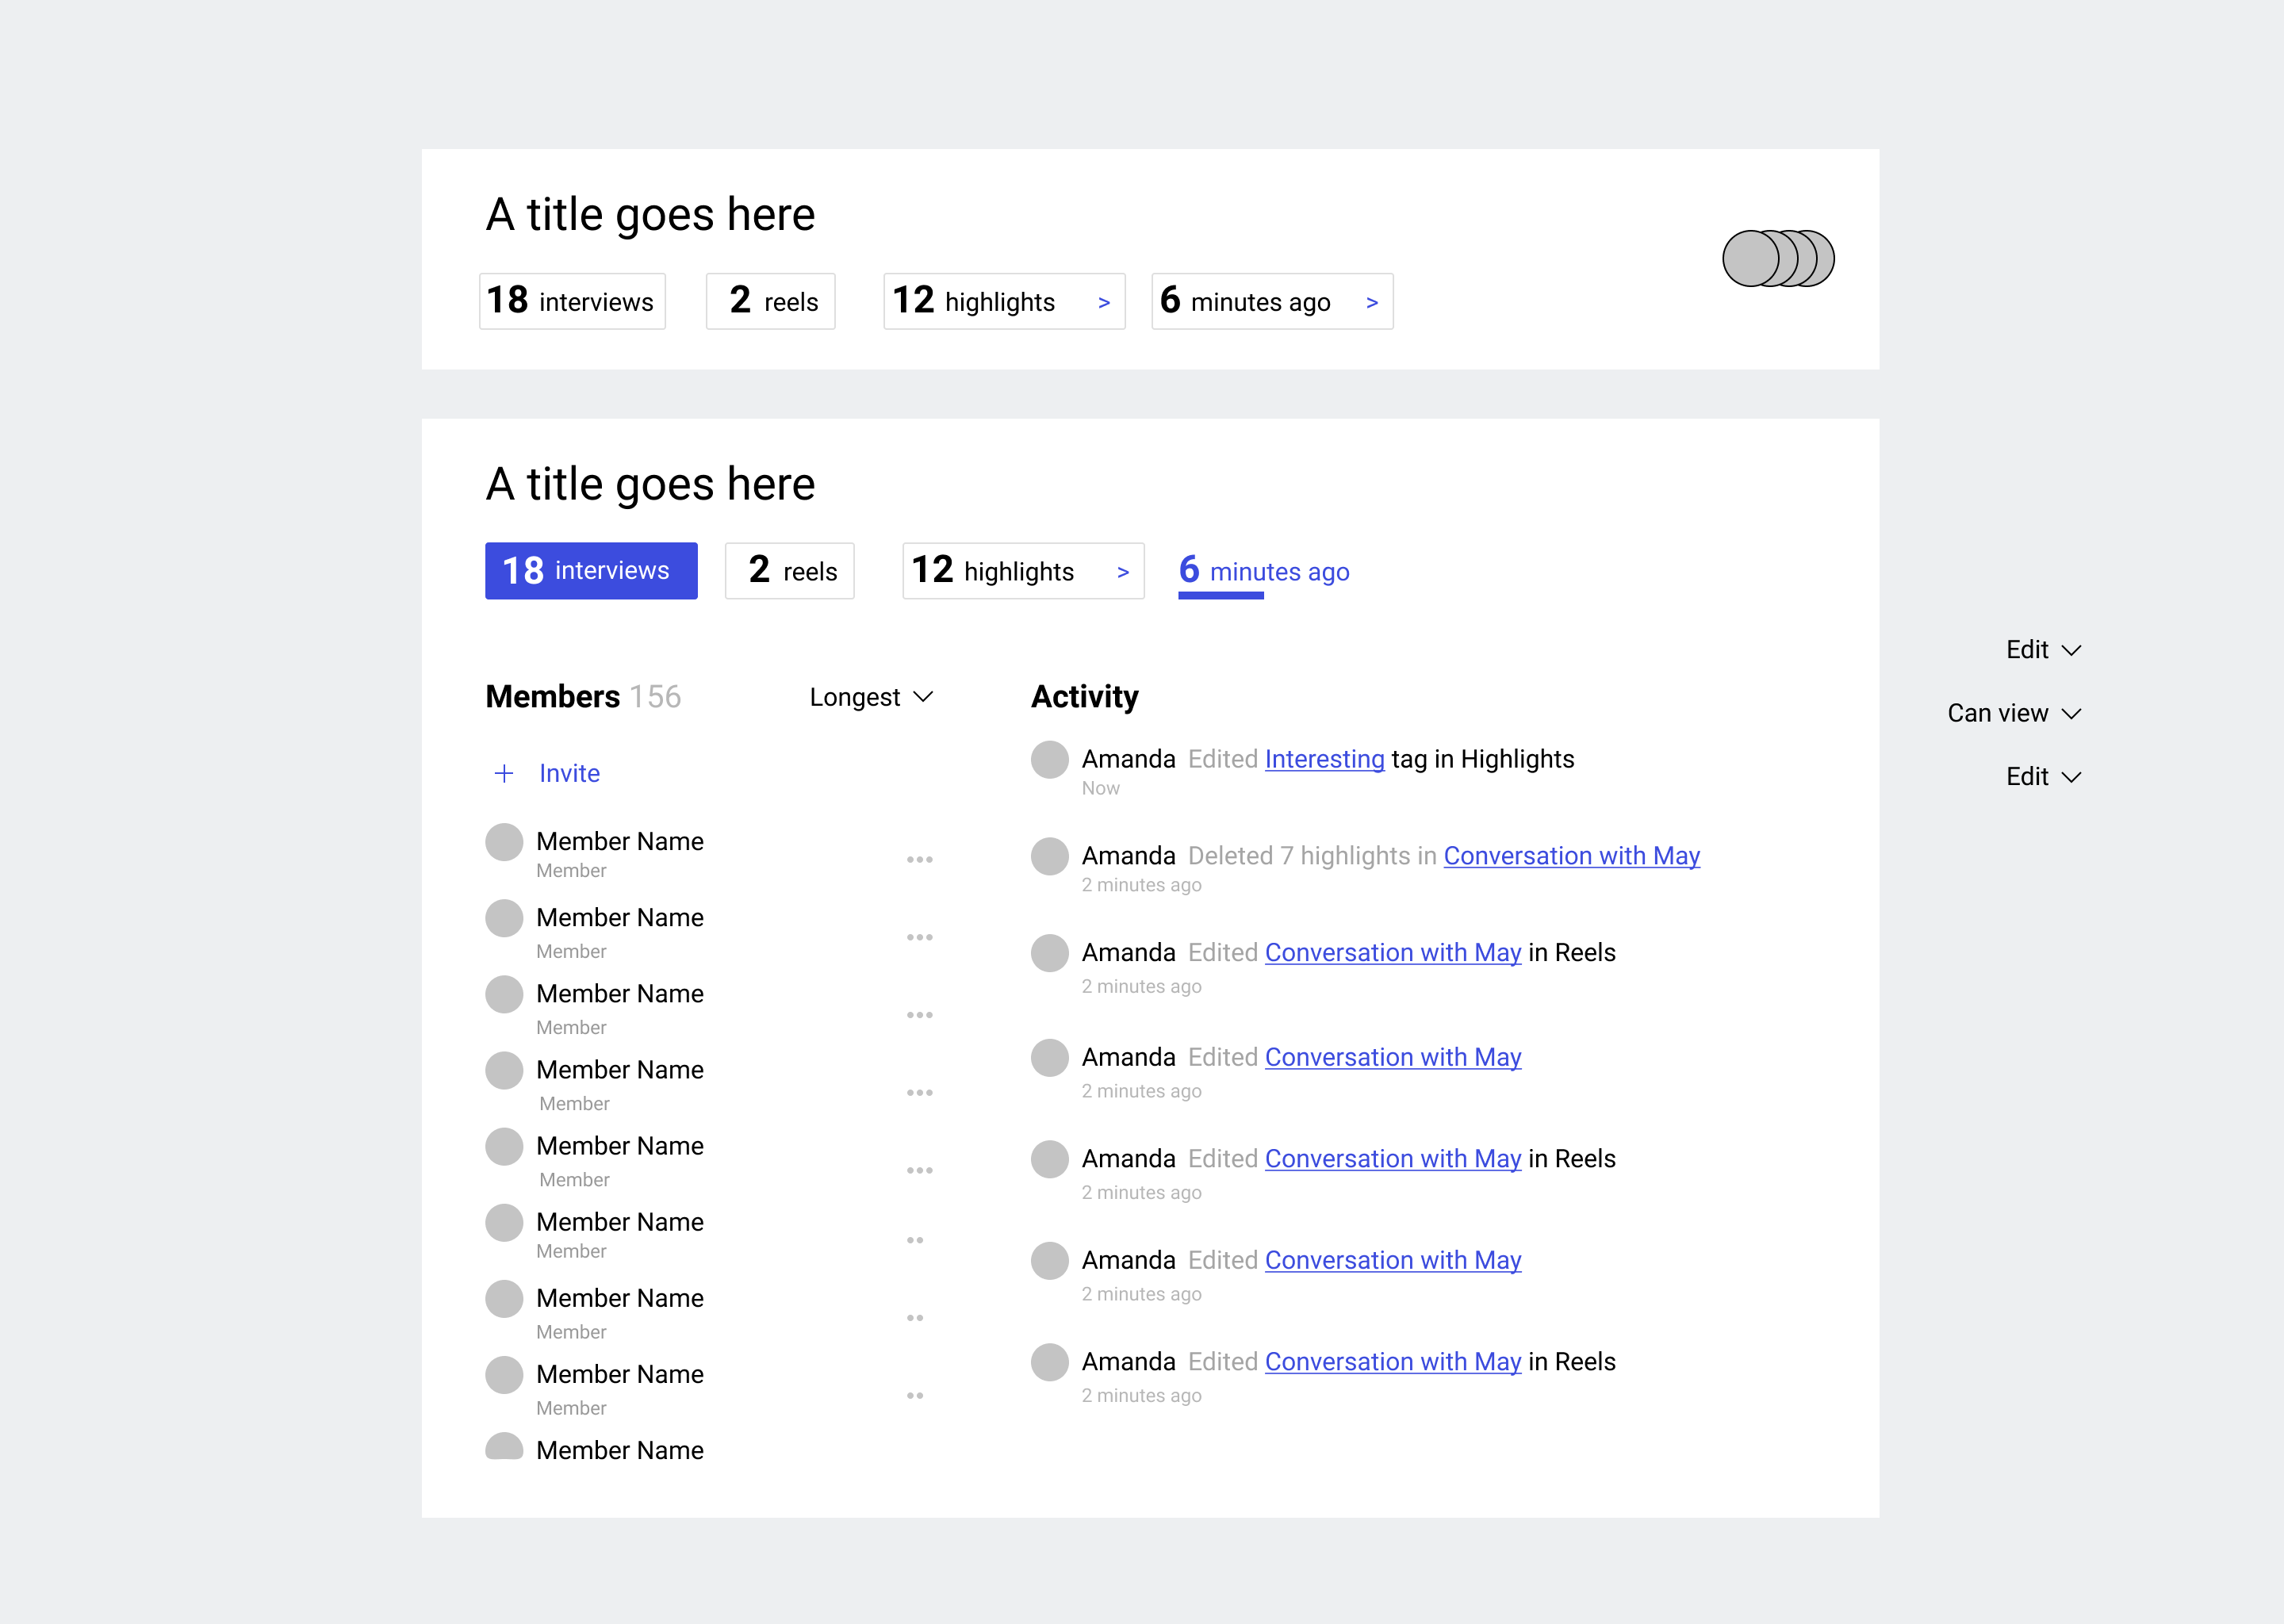 A title goes here
18 interviews 2 reels 12 highlights > 6 minutes ago >
A title goes here
18 interviews 2 reels 12 highlights > 6 minutes ago
Members 156 Longest
+ Invite
Member Name
Member
Member Name
Member
Member Name
Member
Member Name
Member
Member Name
Member
Member Name
Member
Member Name
Member
Member Name
Member
Member Name
Activity
Amanda Edited Interesting tag in Highlights
Now
Amanda Deleted 7 highlights in Conversation with May
2 minutes ago
Amanda Edited Conversation with May in Reels
2 minutes ago
Amanda Edited Conversation with May
2 minutes ago
Amanda Edited Conversation with May in Reels
2 minutes ago
Amanda Edited Conversation with May
2 minutes ago
Amanda Edited Conversation with May in Reels
2 minutes ago
Edit
Can view
Edit